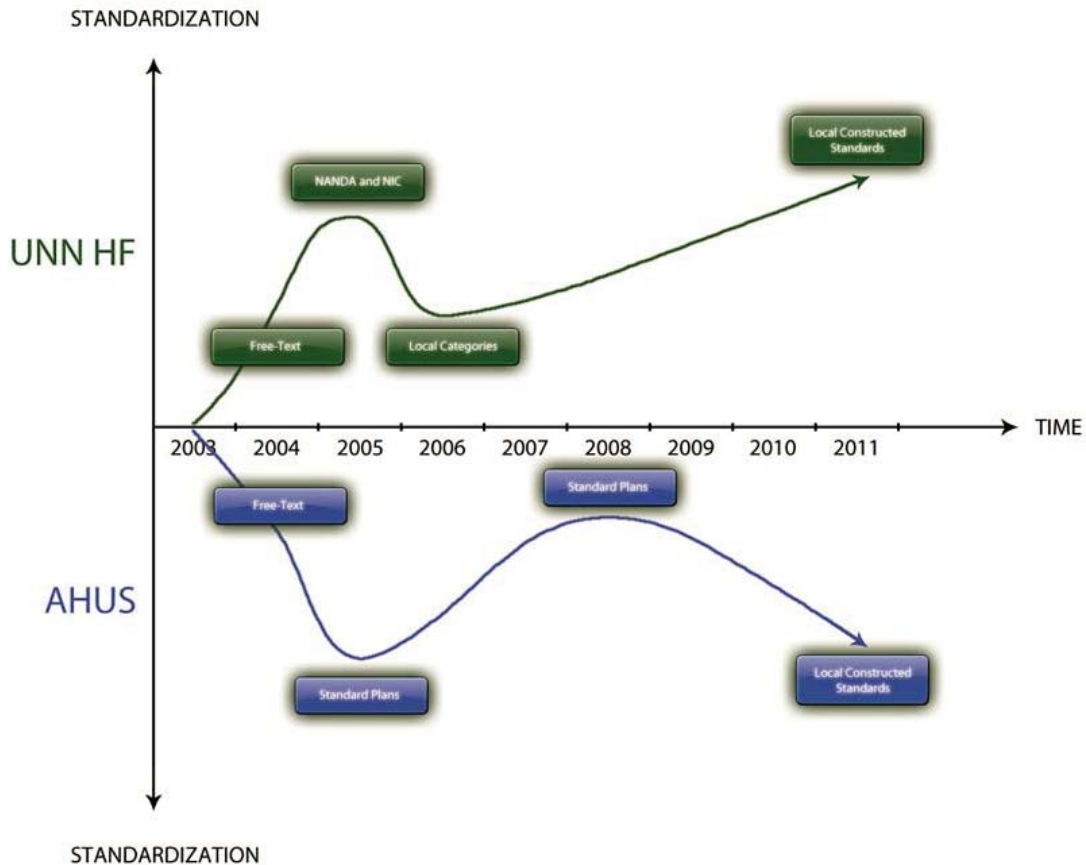 STANDARDIZATION
Local Constructed
Standards
NANDA and NIC
UNN HF
Free-Text
Local Categories
TIME
2003
2004
2005
2006
2007
2008
2009
2010
2011
Standard Plans
Free-Text
AHUS
Local Constructed
Standards
Standard Plans
STANDARDIZATION